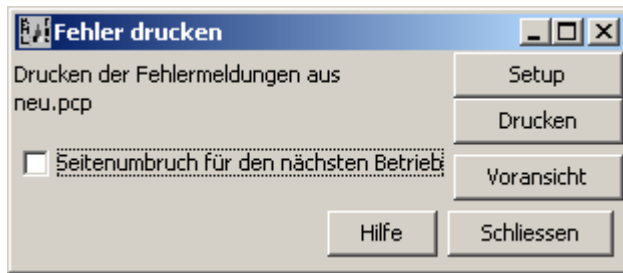 Fehler drucken
Drucken der Fehlermeldungen aus
neu.pcp
Setup
Drucken
Seitenumbruch für den nächsten Betrieb
Voransicht
Hilfe
Schliessen